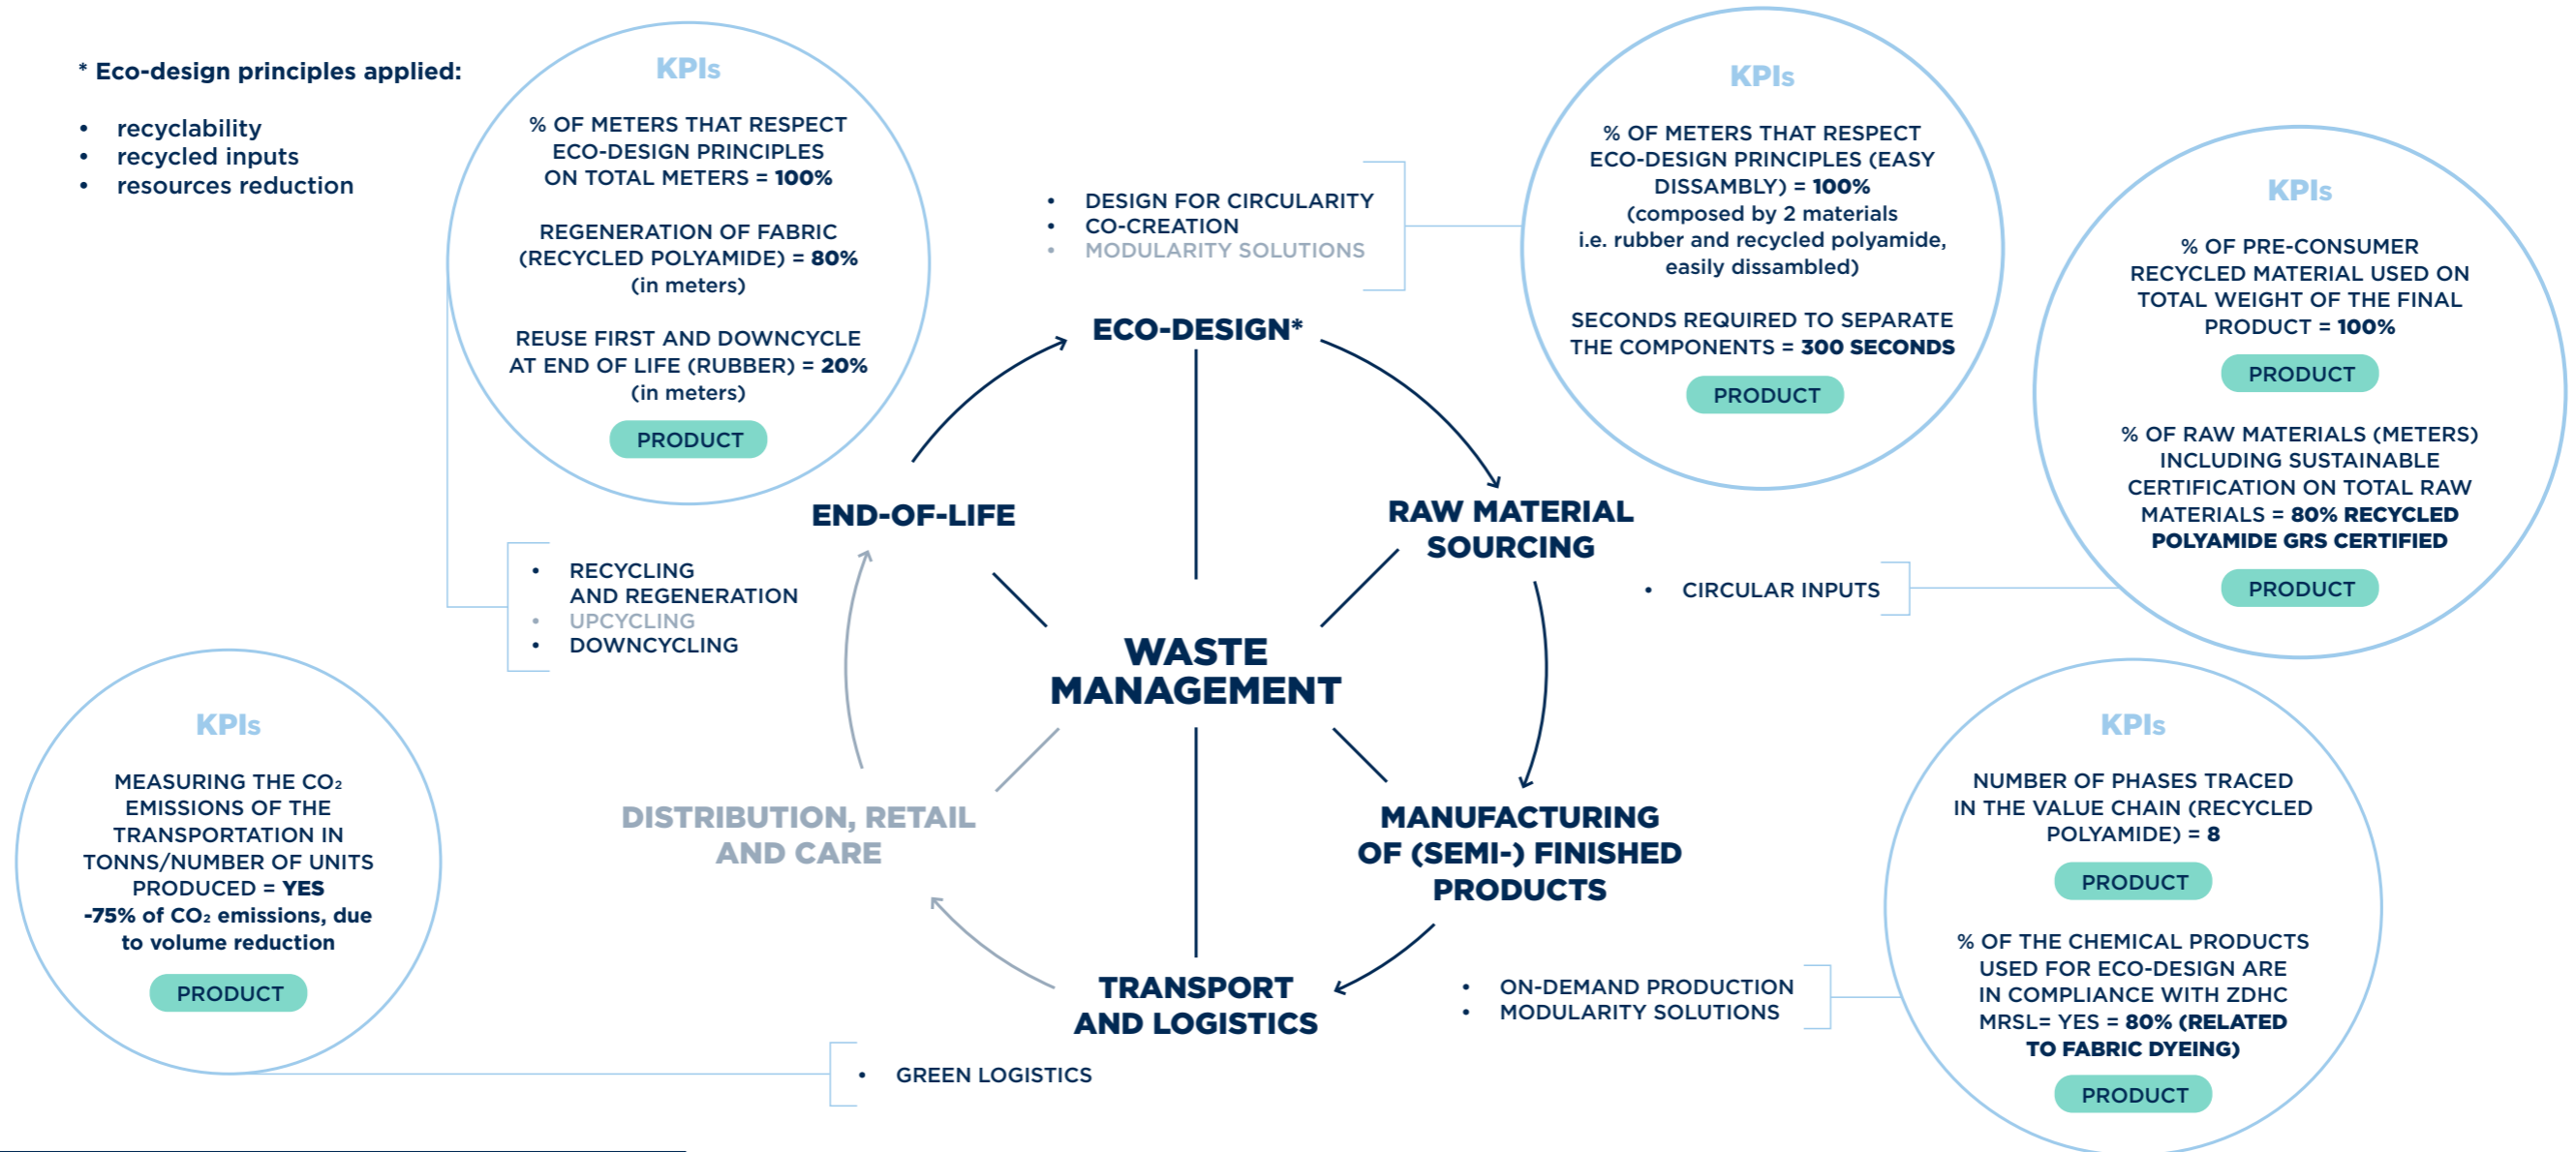 * Eco-design principles applied:
• recyclability
• recycled inputs
• resources reduction
KPIs
% OF METERS THAT RESPECT
ECO-DESIGN PRINCIPLES
ON TOTAL METERS = 100%
REGENERATION OF FABRIC
(RECYCLED POLYAMIDE) = 80%
(in meters)
REUSE FIRST AND DOWNCYCLE
AT END OF LIFE (RUBBER) = 20%
(in meters)
PRODUCT
• DESIGN FOR CIRCULARITY
• CO-CREATION
• MODULARITY SOLUTIONS
KPIs
% OF METERS THAT RESPECT
ECO-DESIGN PRINCIPLES (EASY
DISSAMBLY) = 100%
(composed by 2 materials
i.e. rubber and recycled polyamide,
easily dissambled)
SECONDS REQUIRED TO SEPARATE
THE COMPONENTS = 300 SECONDS
PRODUCT
KPIs
% OF PRE-CONSUMER
RECYCLED MATERIAL USED ON
TOTAL WEIGHT OF THE FINAL
PRODUCT = 100%
PRODUCT
% OF RAW MATERIALS (METERS)
INCLUDING SUSTAINABLE
CERTIFICATION ON TOTAL RAW
MATERIALS = 80% RECYCLED
POLYAMIDE GRS CERTIFIED
PRODUCT
ECO-DESIGN*
END-OF-LIFE
RAW MATERIAL
SOURCING
• RECYCLING
AND REGENERATION
• UPCYCLING
• DOWNCYCLING
• CIRCULAR INPUTS
WASTE
MANAGEMENT
KPIs
MEASURING THE CO₂
EMISSIONS OF THE
TRANSPORTATION IN
TONNS/NUMBER OF UNITS
PRODUCED = YES
-75% of CO₂ emissions, due
to volume reduction
PRODUCT
DISTRIBUTION, RETAIL
AND CARE
MANUFACTURING
OF (SEMI-) FINISHED
PRODUCTS
KPIs
NUMBER OF PHASES TRACED
IN THE VALUE CHAIN (RECYCLED
POLYAMIDE) = 8
PRODUCT
% OF THE CHEMICAL PRODUCTS
USED FOR ECO-DESIGN ARE
IN COMPLIANCE WITH ZDHC
MRSL= YES = 80% (RELATED
TO FABRIC DYEING)
PRODUCT
TRANSPORT
AND LOGISTICS
• ON-DEMAND PRODUCTION
• MODULARITY SOLUTIONS
• GREEN LOGISTICS